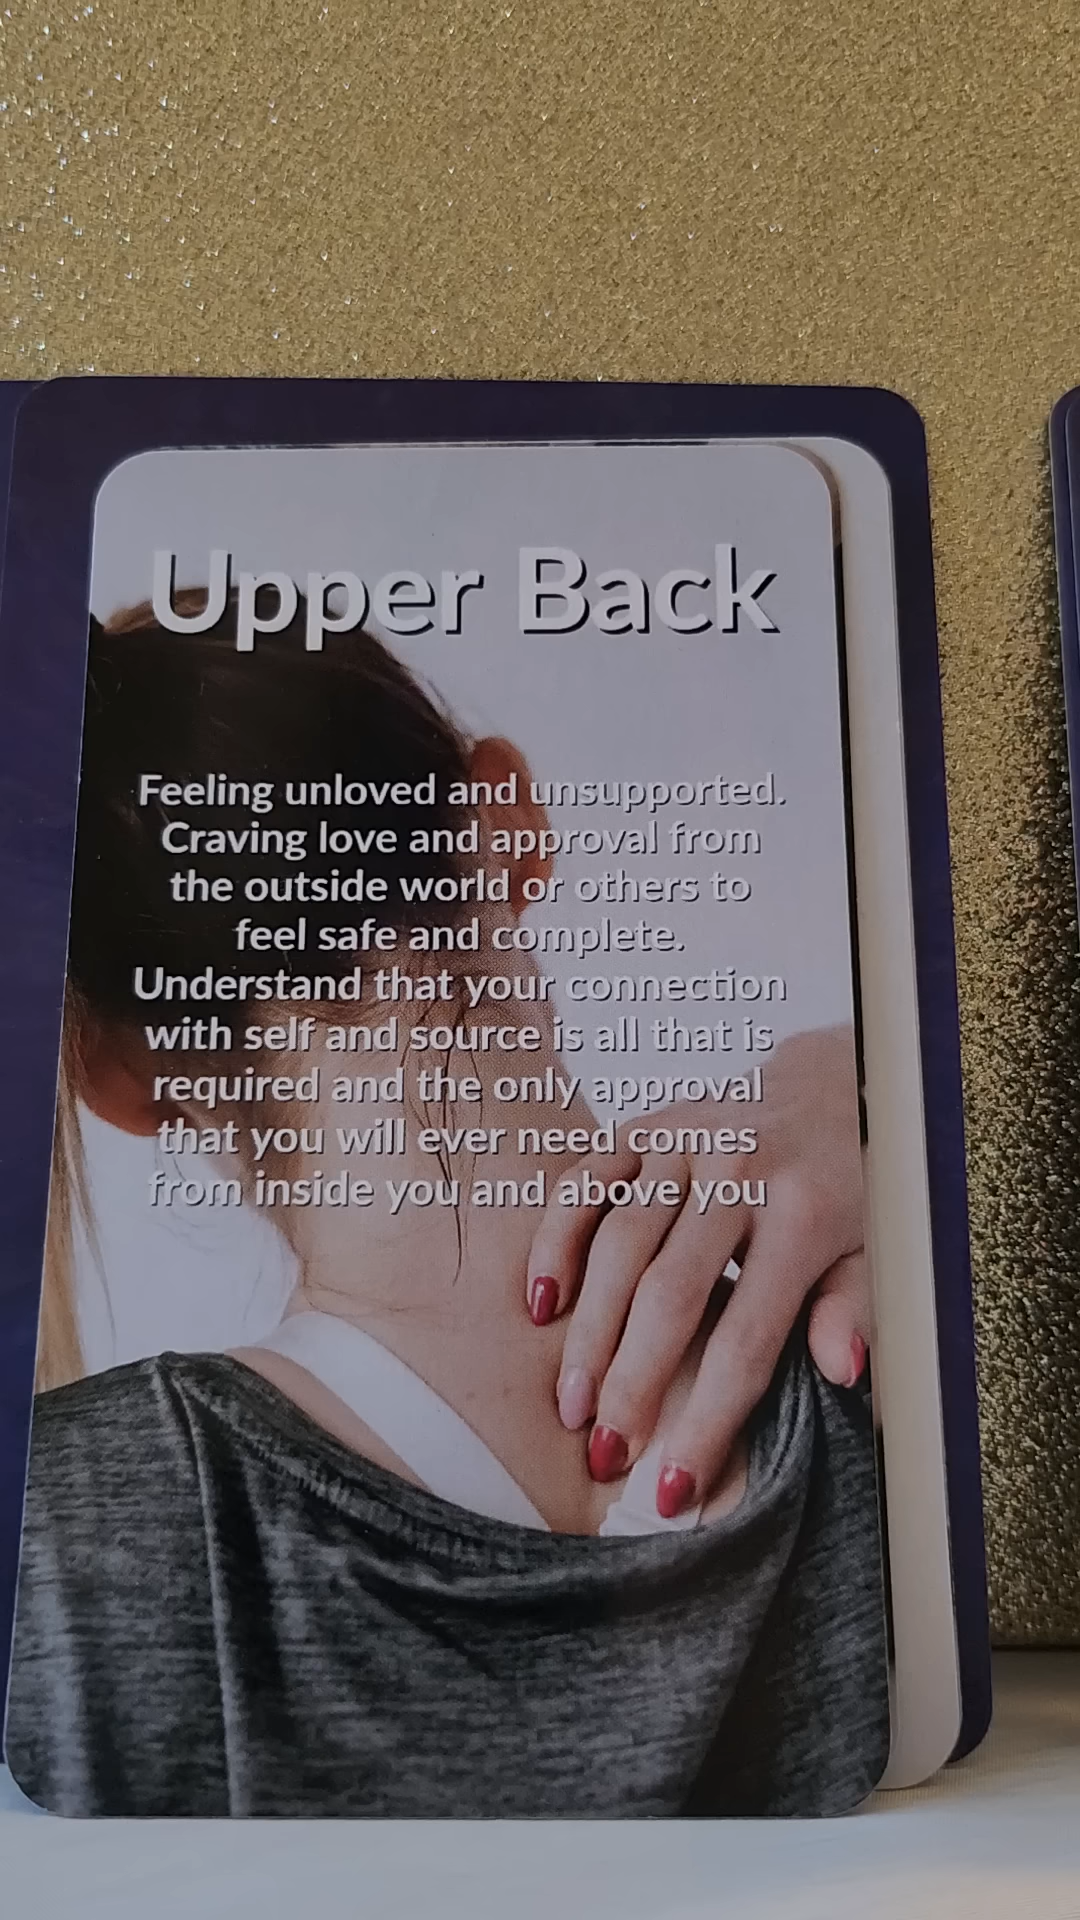 Upper Back
Feeling unloved and unsupported.
Craving love and approval from
the outside world or others to
feel safe and complete.
Understand that your connection
with self and source is all that is
required and the only approval
that you will ever need comes
from inside you and above you